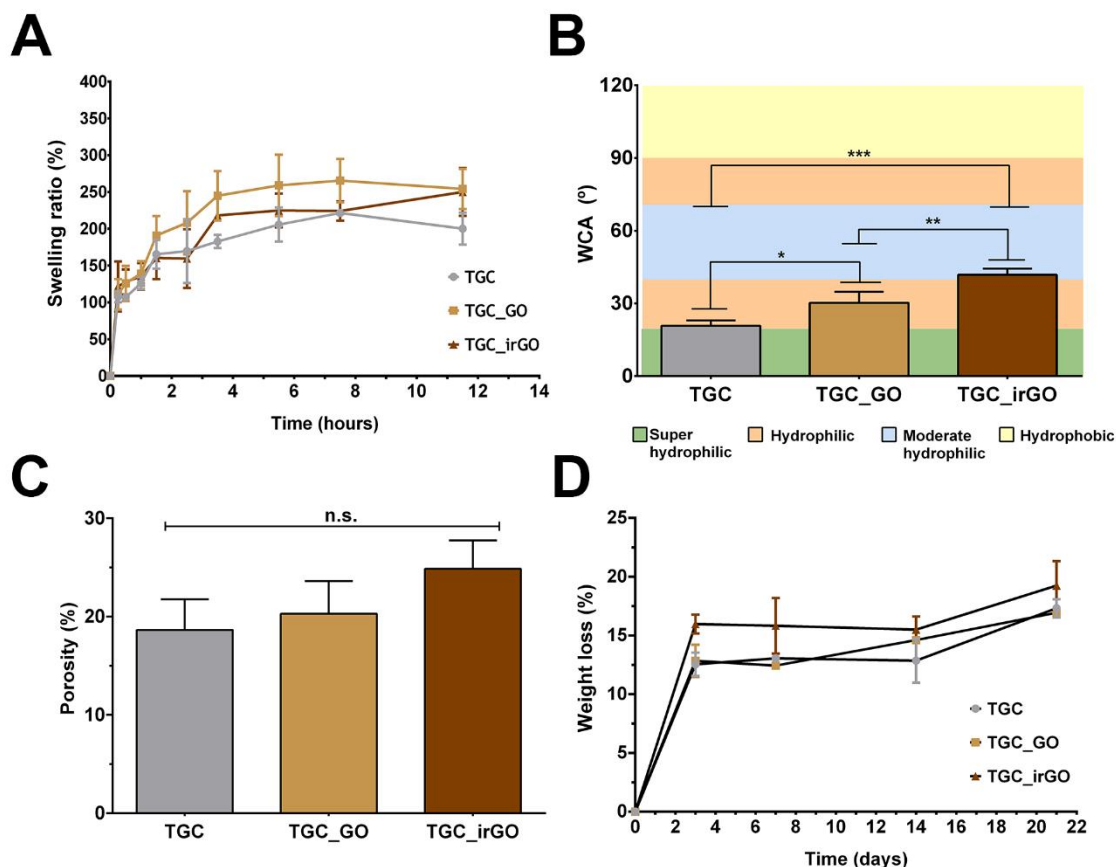 A
Swelling ratio (%)
400
350
300
250
200
150
100
50
0
0 2 4 6 8 10 12 14
Time (hours)
TGC
TGC_GO
TGC_irGO
B
WCA (º)
120
90
60
30
0
***
**
*
TGC TGC_GO TGC_irGO
Super hydrophilic
Hydrophilic
Moderate hydrophilic
Hydrophobic
C
Porosity (%)
30
20
10
0
n.s.
TGC TGC_GO TGC_irGO
D
Weight loss (%)
25
20
15
10
5
0
0 2 4 6 8 10 12 14 16 18 20 22
Time (days)
TGC
TGC_GO
TGC_irGO